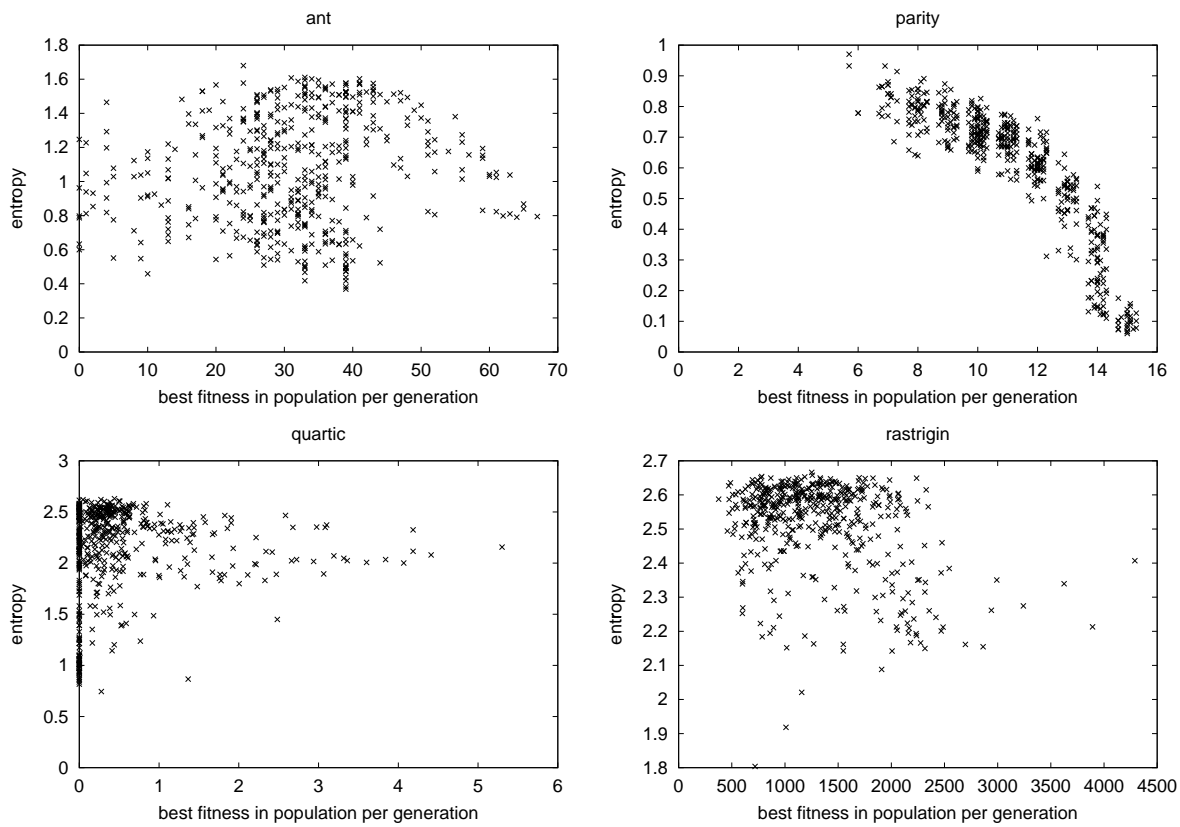 ant
1.8
1.6
1.4
1.2
1
0.8
0.6
0.4
0.2
0
entropy
0 10 20 30 40 50 60 70
best fitness in population per generation
parity
1
0.9
0.8
0.7
0.6
0.5
0.4
0.3
0.2
0.1
0
entropy
0 2 4 6 8 10 12 14 16
best fitness in population per generation
quartic
3
2.5
2
1.5
1
0.5
0
entropy
0 1 2 3 4 5 6
best fitness in population per generation
rastrigin
2.7
2.6
2.5
2.4
2.3
2.2
2.1
2
1.9
1.8
entropy
0 500 1000 1500 2000 2500 3000 3500 4000 4500
best fitness in population per generation